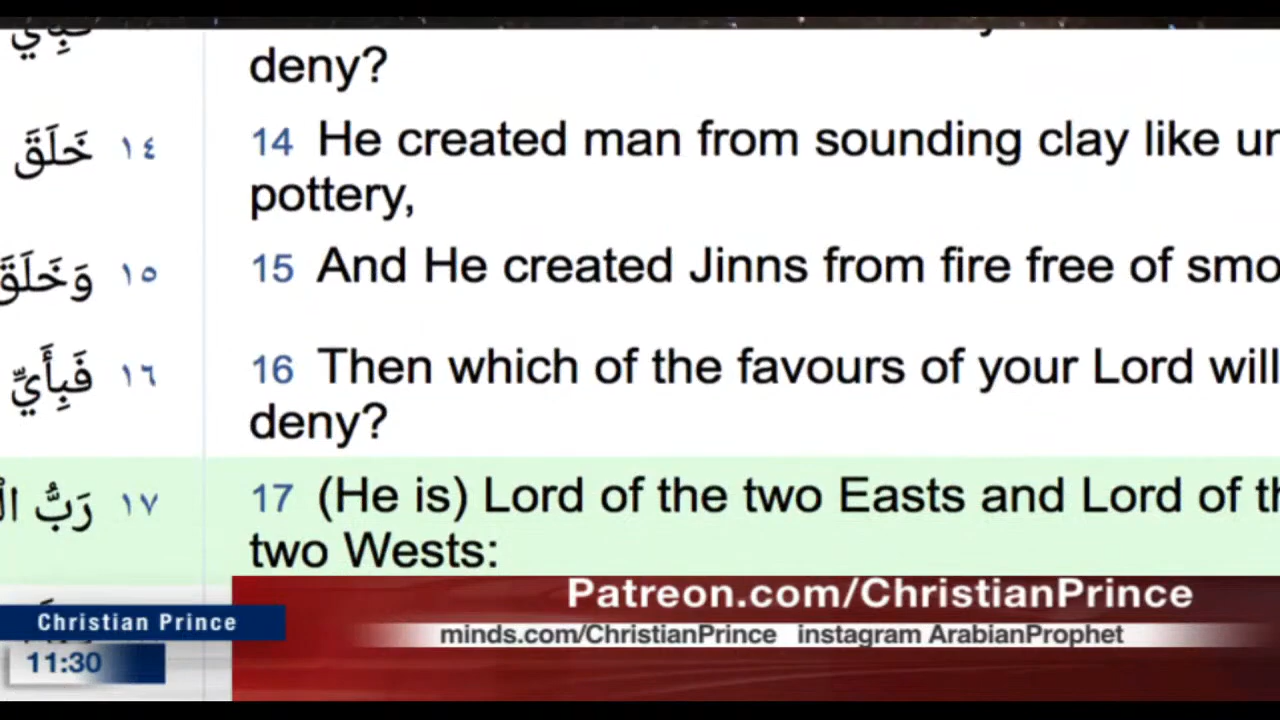 deny?
خَلَقَ ١٤
14 He created man from sounding clay like
pottery,
وَخَلَقَ ١٥
15 And He created Jinns from fire free of
فَبِأَيِّ ١٦
16 Then which of the favours of your Lord will
deny?
رَبُّ ١٧
17 (He is) Lord of the two Easts and Lord of
two Wests:
Patreon.com/ChristianPrince
Christian Prince
minds.com/ChristianPrince instagram ArabianProphet
11:30